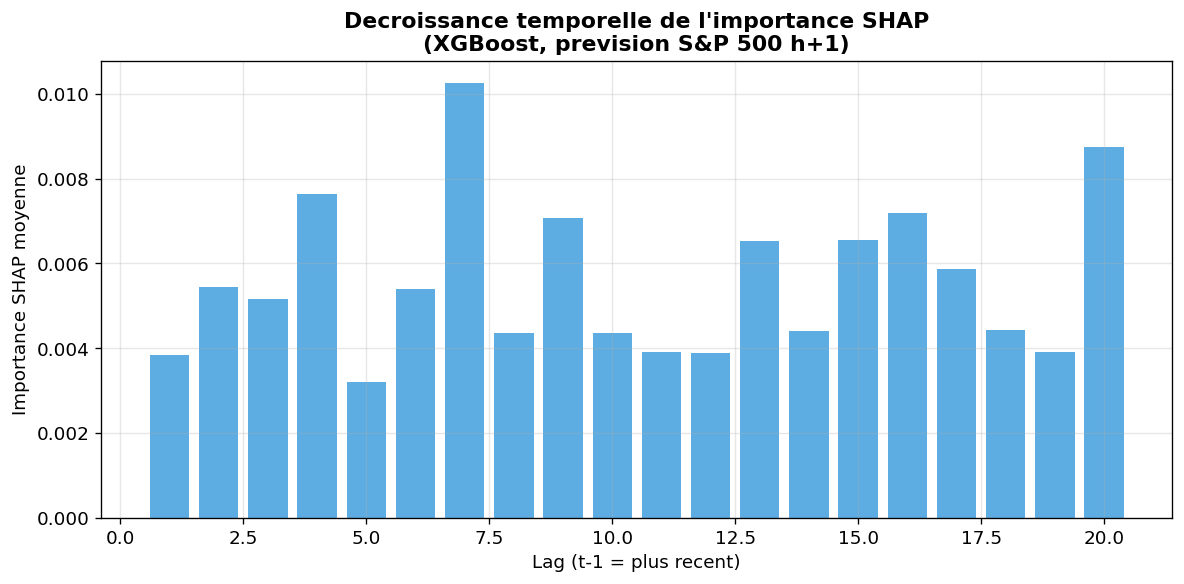 Decroissance temporelle de l'importance SHAP
(XGBoost, prevision S&P 500 h+1)
Importance SHAP moyenne
0.010
0.008
0.006
0.004
0.002
0.000
0.0 2.5 5.0 7.5 10.0 12.5 15.0 17.5 20.0
Lag (t-1 = plus recent)